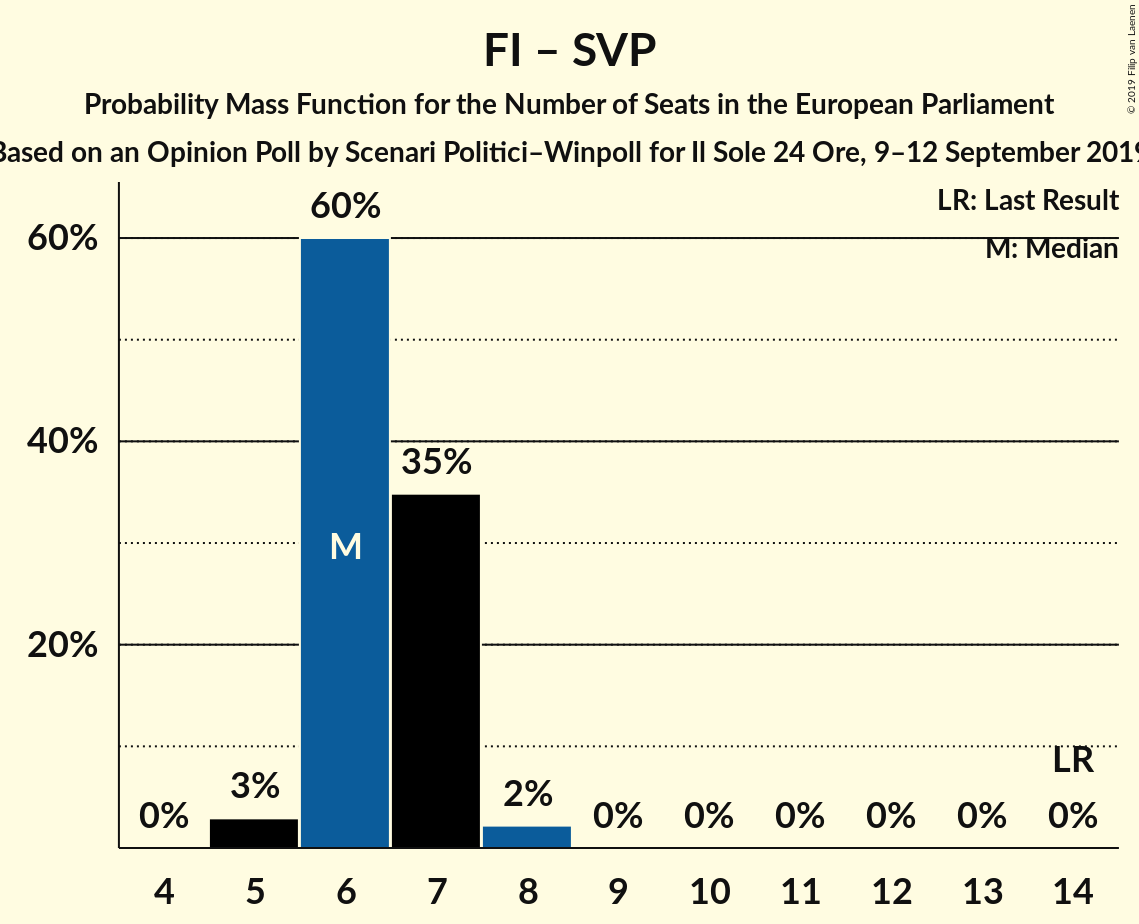 FI – SVP
Probability Mass Function for the Number of Seats in the European Parliament
Based on an Opinion Poll by Scenari Politici–Winpoll for Il Sole 24 Ore, 9–12 September 2019
© 2019 Filip van Laenen
LR: Last Result
M: Median
60%
40%
20%
0%
3%
60%
M
35%
2%
0%
0%
0%
0%
0%
LR
0%
4 5 6 7 8 9 10 11 12 13 14